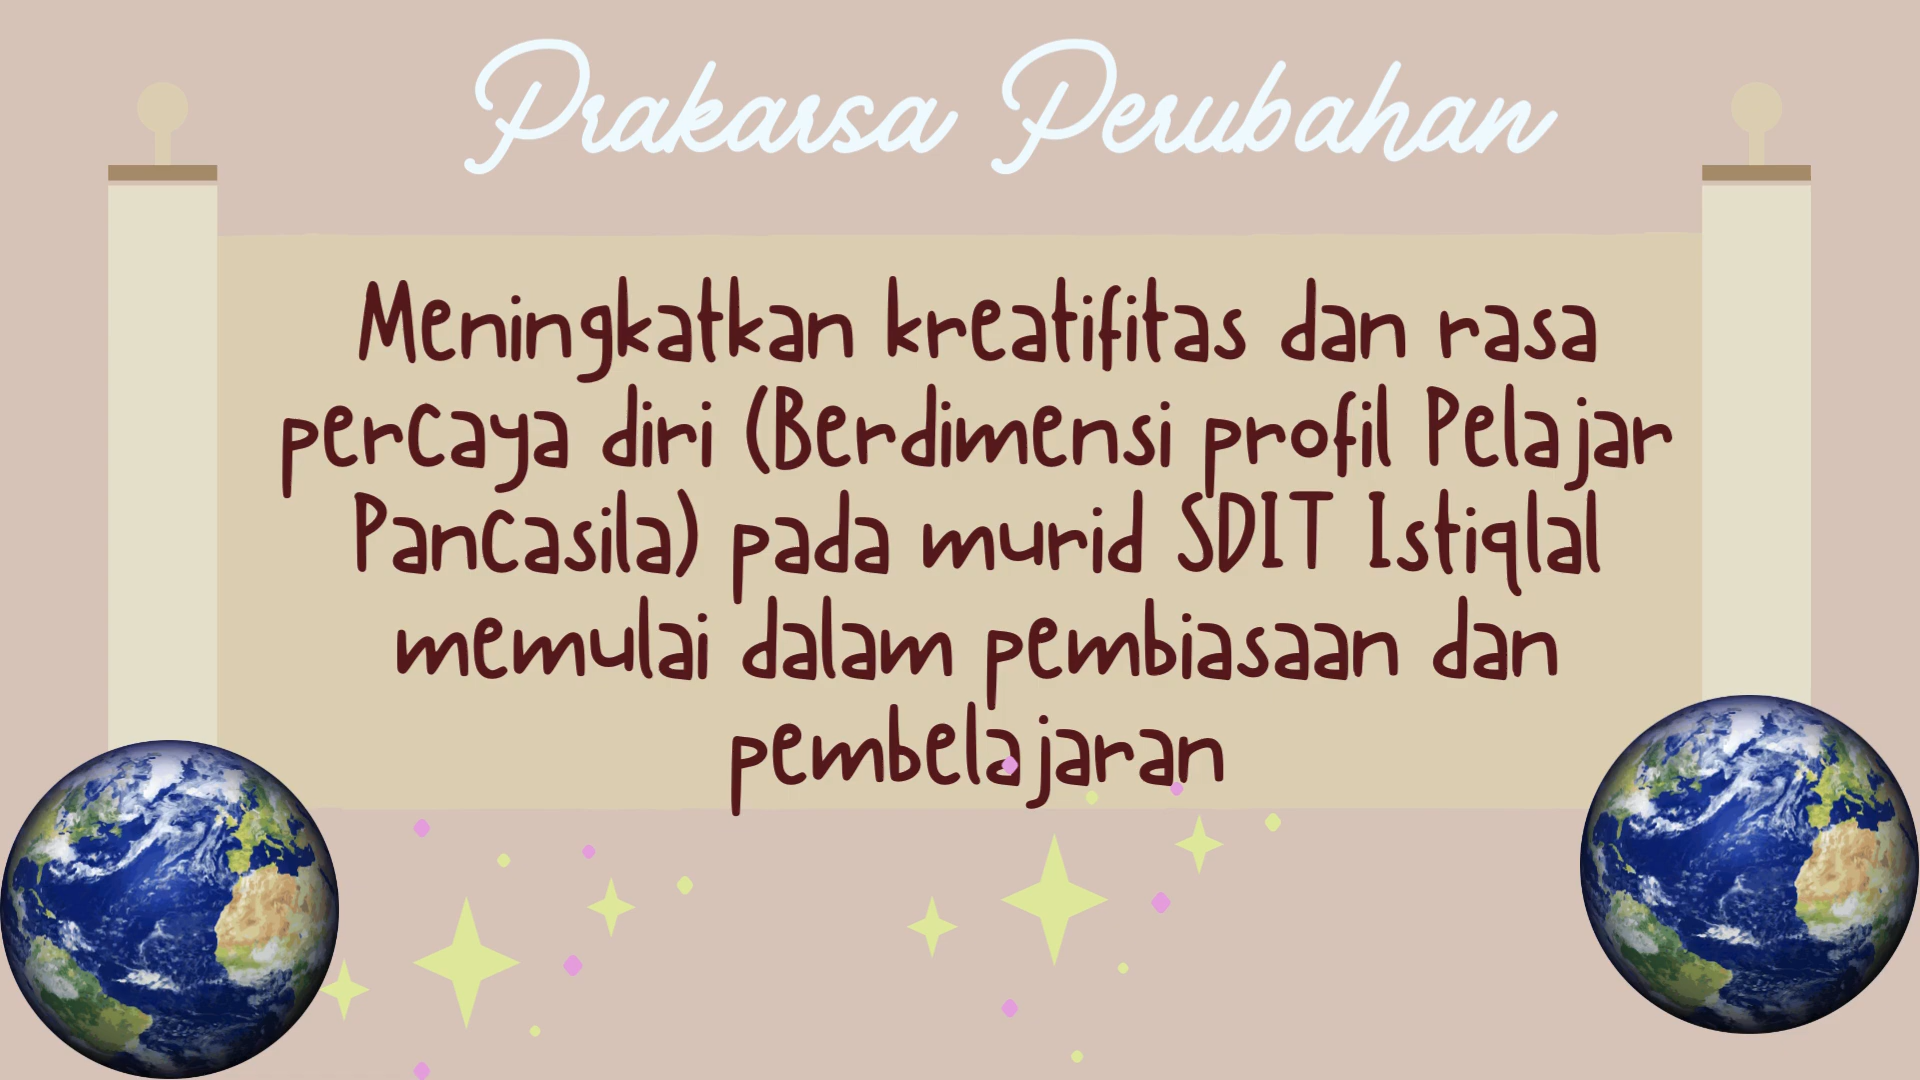 Prakarsa Perubahan
Meningkatkan kreatifitas dan rasa
percaya diri (Berdimensi profil Pelajar
Pancasila) pada murid SDIT Istiqlal
memulai dalam pembiasaan dan
pembelajaran